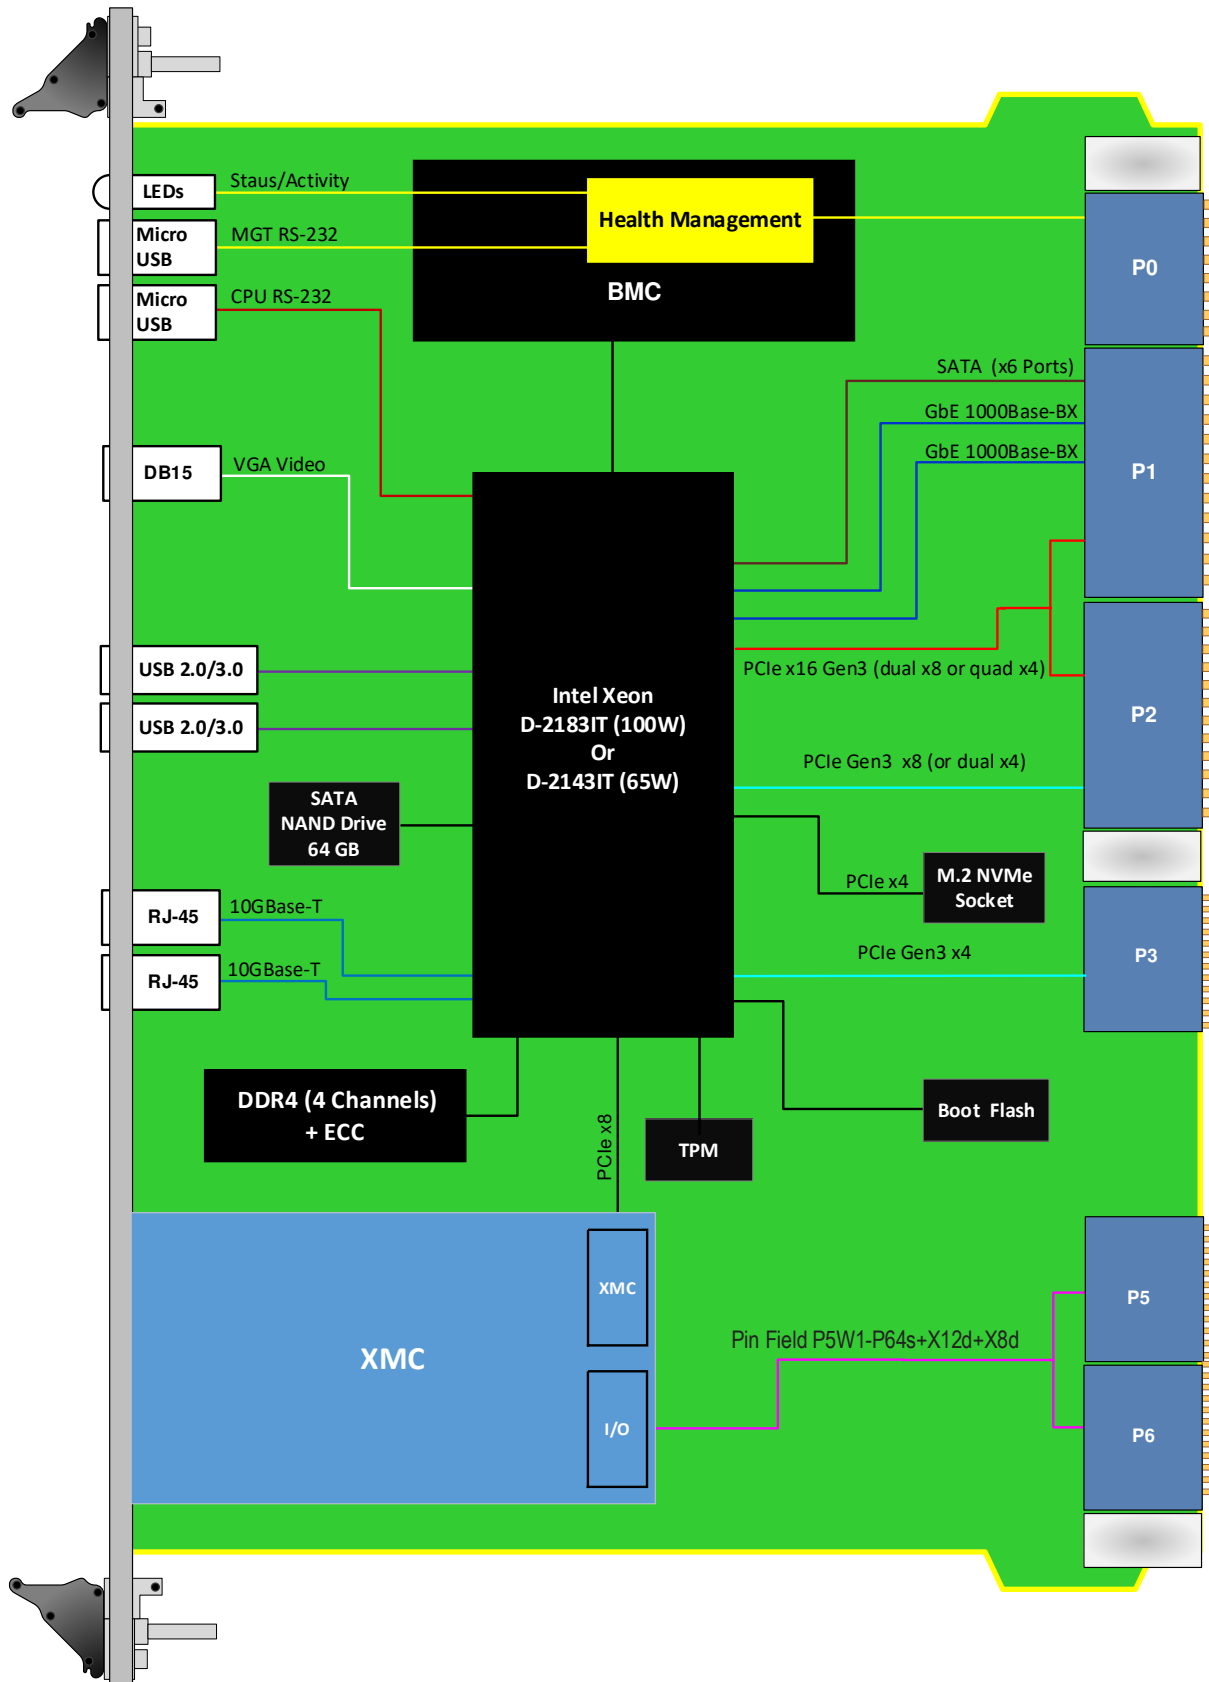 LEDs
Staus/Activity
Micro
USB
MGT RS-232
Micro
USB
CPU RS-232
Health Management
BMC
P0
SATA  (x6 Ports)
GbE 1000Base-BX
GbE 1000Base-BX
P1
DB15
VGA Video
USB 2.0/3.0
USB 2.0/3.0
Intel Xeon
D-2183IT (100W)
Or
D-2143IT (65W)
PCIe x16 Gen3 (dual x8 or quad x4)
P2
PCIe Gen3  x8 (or dual x4)
SATA
NAND Drive
64 GB
PCIe x4
M.2 NVMe
Socket
RJ-45
10GBase-T
RJ-45
10GBase-T
PCIe Gen3 x4
P3
DDR4 (4 Channels)
+ ECC
PCIe x8
TPM
Boot  Flash
XMC
XMC
I/O
Pin Field P5W1-P64s+X12d+X8d
P5
P6